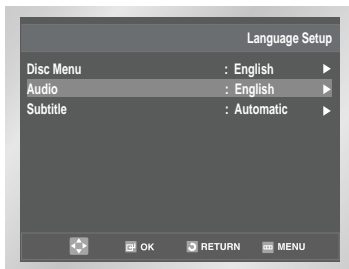 Language Setup
Disc Menu : English ►
Audio : English ►
Subtitle : Automatic ►
OK RETURN MENU